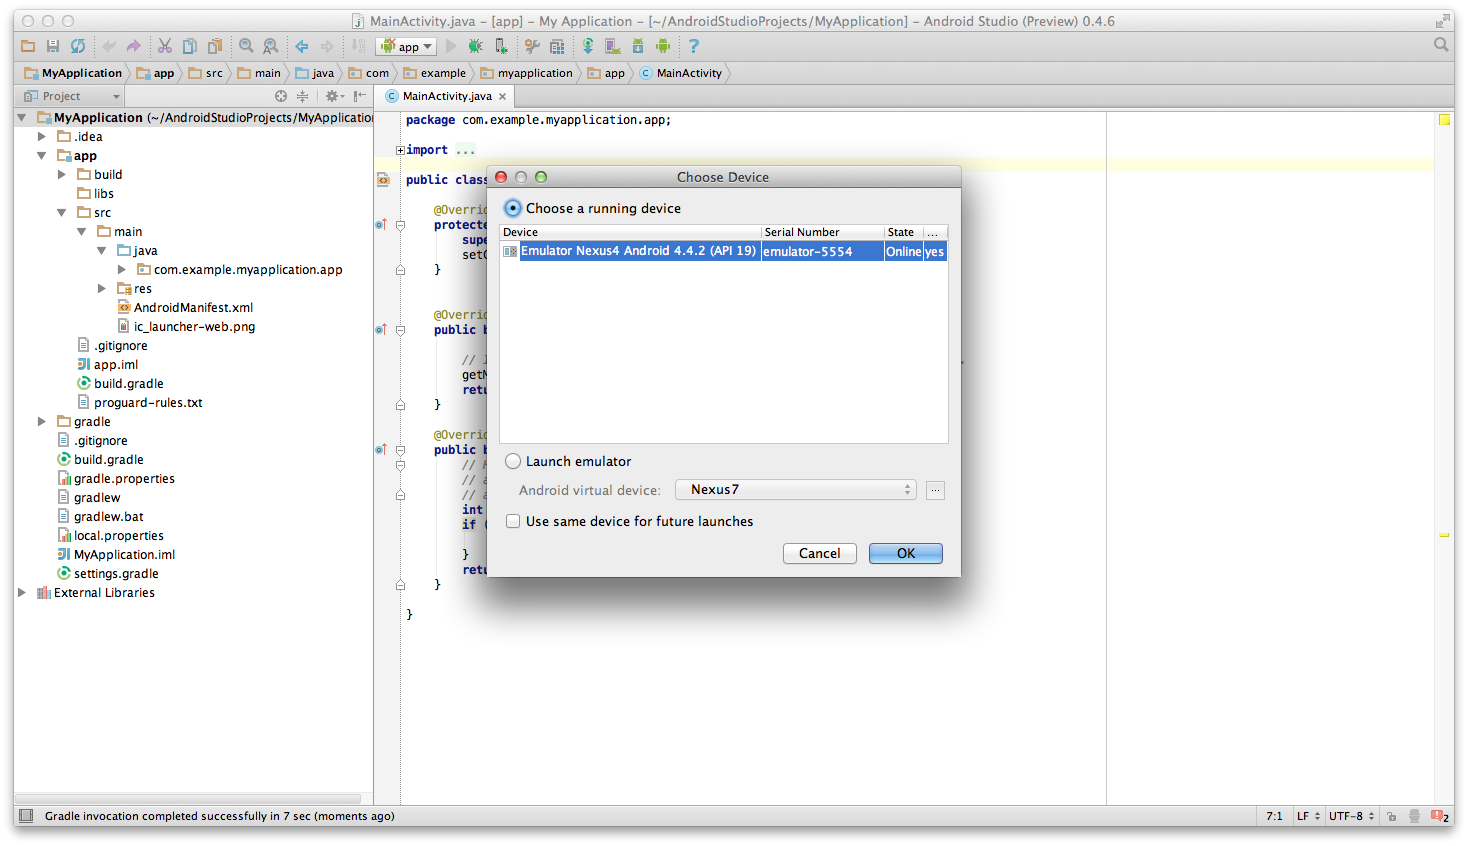 MainActivity.java – [app] – My Application – [~/AndroidStudioProjects/MyApplication] – Android Studio (Preview) 0.4.6
app
?
MyApplication app src main java com example myapplication app C MainActivity
Project
C MainActivity.java
MyApplication (~/AndroidStudioProjects/MyApplication
.idea
app
build
libs
src
main
java
com.example.myapplication.app
res
AndroidManifest.xml
ic_launcher-web.png
.gitignore
app.iml
build.gradle
proguard-rules.txt
gradle
.gitignore
build.gradle
gradle.properties
gradlew
gradlew.bat
local.properties
MyApplication.iml
settings.gradle
External Libraries
package com.example.myapplication.app;
import ...
public class
@Overrid
protecte
supe
}
@Overrid
public b
//
getM
retu
}
@Overrid
public b
//
// a
// a
int
if (
}
retu
}
}
Choose Device
Choose a running device
Device Serial Number State ...
Emulator Nexus4 Android 4.4.2 (API 19) emulator-5554 Online yes
Launch emulator
Android virtual device: Nexus7 ...
Use same device for future launches
Cancel OK
Gradle invocation completed successfully in 7 sec (moments ago)
7:1 LF UTF-8 2